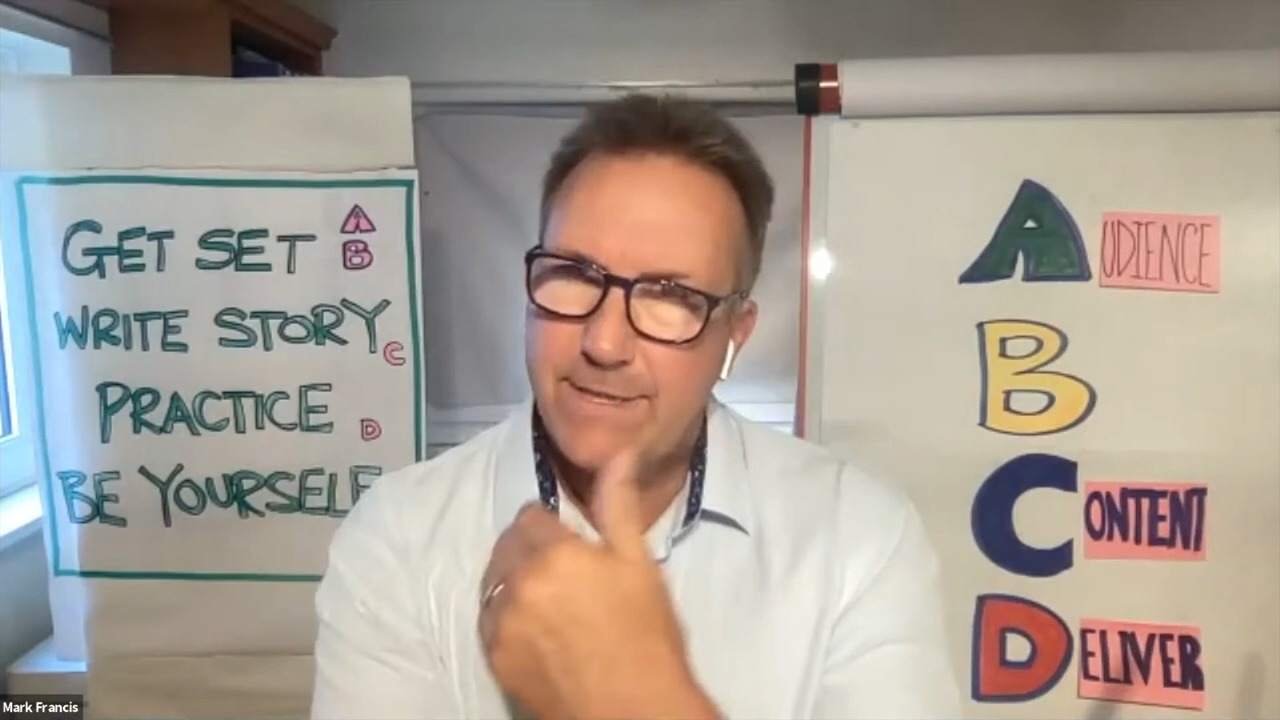 GET SET A
B
WRITE STORY C
PRACTICE D
BE YOURSELF
AUDIENCE
B
CONTENT
DELIVER
Mark Francis